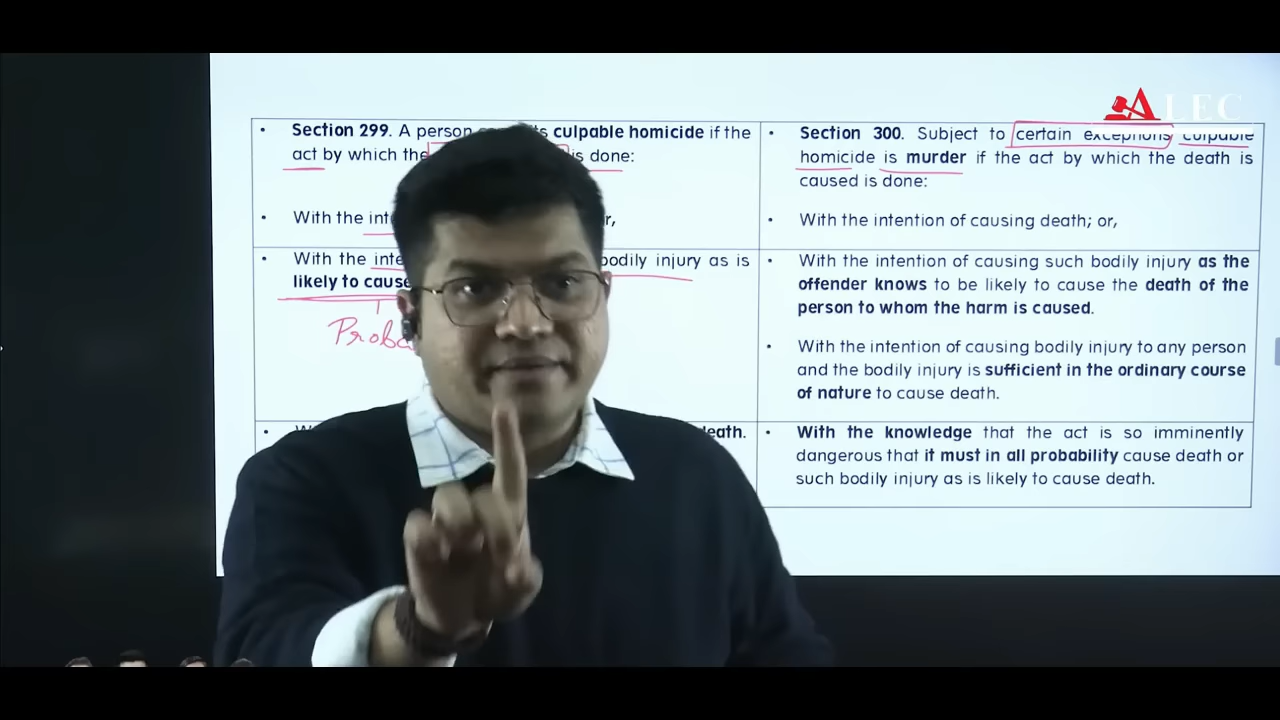 ALEC
Section 299. A person culpable homicide if the
act by which the is done:
With the
With the bodily injury as is
likely to cause
Section 300. Subject to certain exceptions culpable
homicide is murder if the act by which the death is
caused is done:
With the intention of causing death; or,
With the intention of causing such bodily injury as the
offender knows to be likely to cause the death of the
person to whom the harm is caused.
With the intention of causing bodily injury to any person
and the bodily injury is sufficient in the ordinary course
of nature to cause death.
With the knowledge that the act is so imminently
dangerous that it must in all probability cause death or
such bodily injury as is likely to cause death.